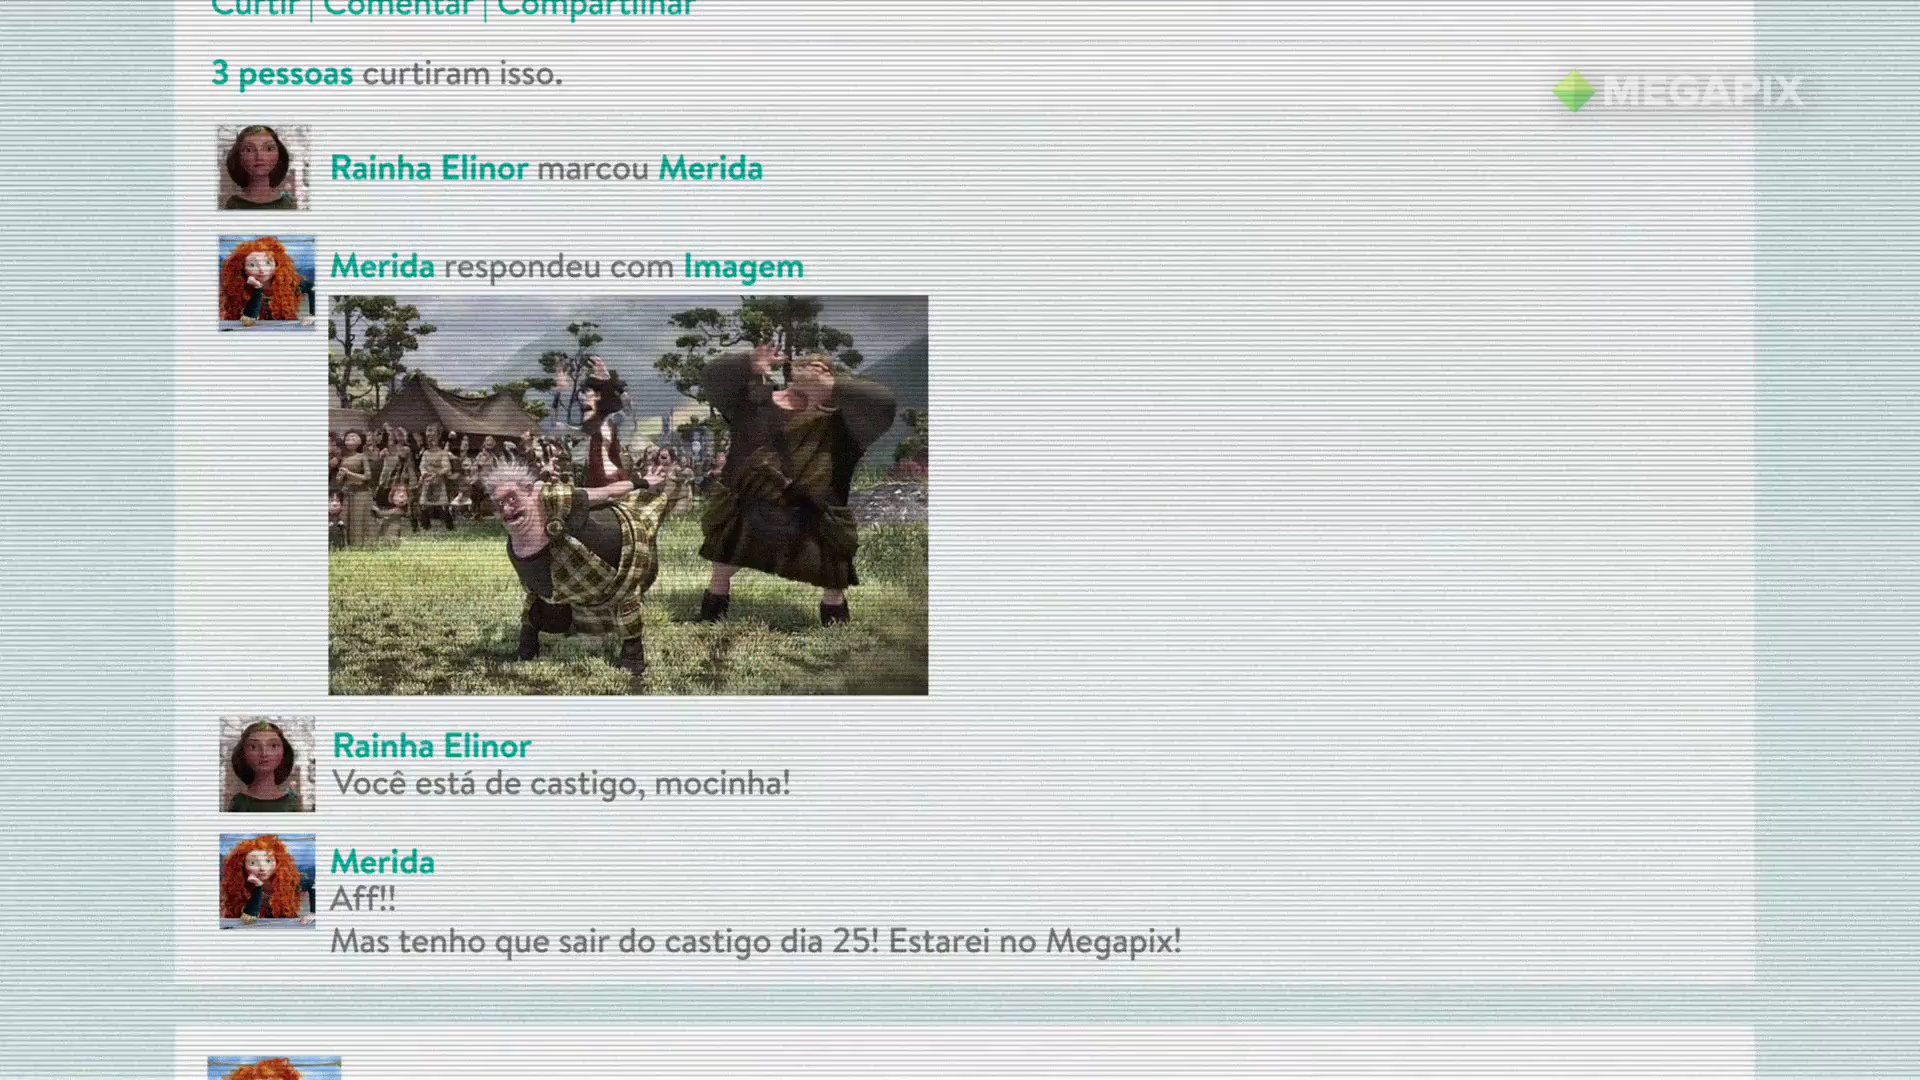 Curtir | Comentar | Compartilhar
3 pessoas curtiram isso.
MEGAPIX
Rainha Elinor marcou Merida
Merida respondeu com Imagem
Rainha Elinor
Você está de castigo, mocinha!
Merida
Aff!!
Mas tenho que sair do castigo dia 25! Estarei no Megapix!